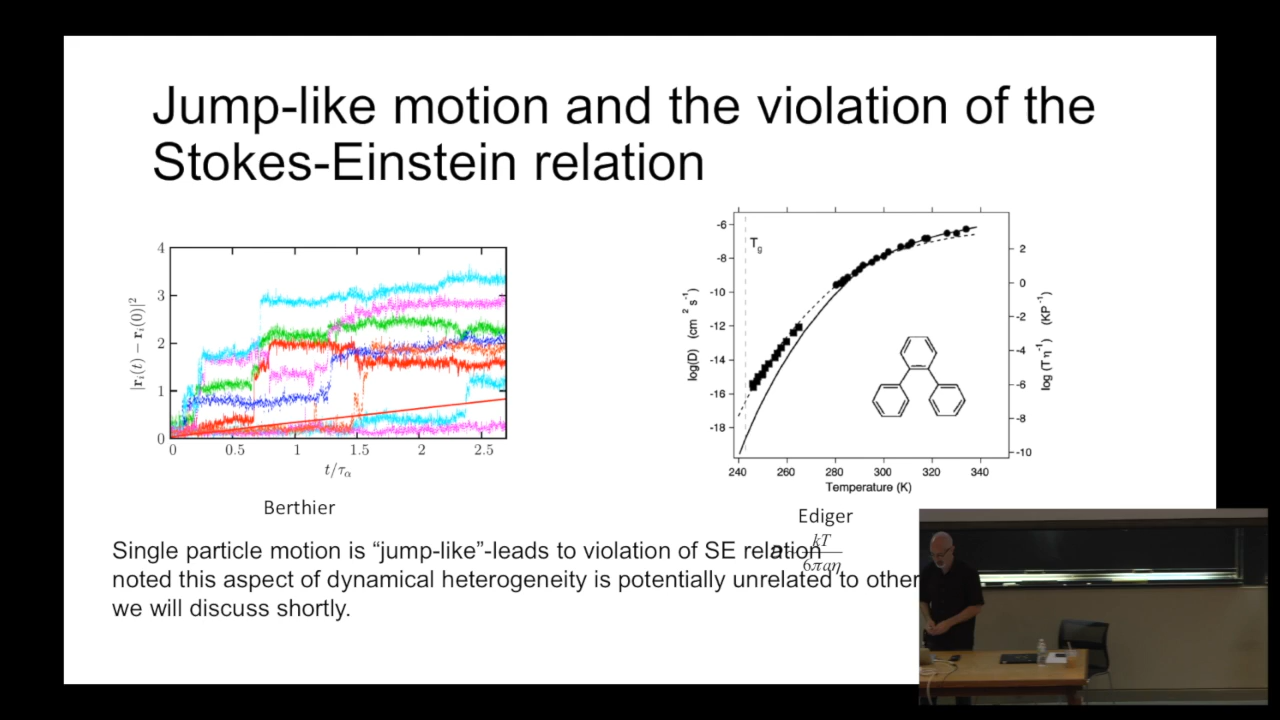 Jump-like motion and the violation of the
Stokes-Einstein relation
4
3
2
1
0
|r_i(t) − r_i(0)|^2
0 0.5 1 1.5 2 2.5
t/τ_α
Berthier
-6
-8
-10
-12
-14
-16
-18
log(D) (cm² s⁻¹)
T_g
2
0
-2
-4
-6
-8
-10
log (Tη⁻¹) (KP⁻¹)
240 260 280 300 320 340
Temperature (K)
Ediger
kT
6πaη
Single particle motion is “jump-like”-leads to violation of SE relation
noted this aspect of dynamical heterogeneity is potentially unrelated to other
we will discuss shortly.